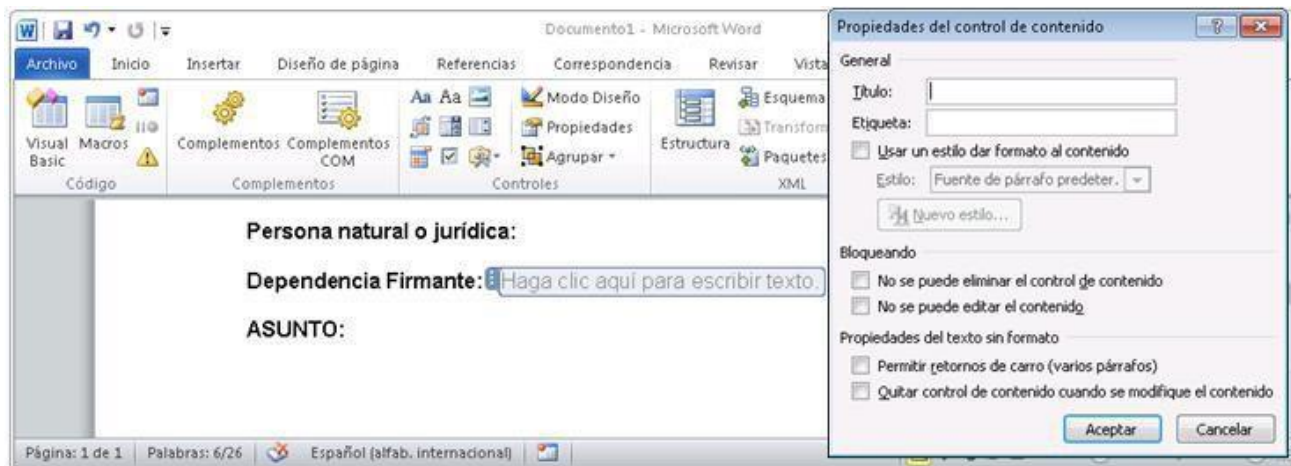 Documento1 - Microsoft Word
Archivo Inicio Insertar Diseño de página Referencias Correspondencia Revisar Vista
Visual Basic
Macros
Código
Complementos
Complementos COM
Complementos
Aa Aa
Modo Diseño
Propiedades
Agrupar
Controles
Estructura
Esquema
Transform
Paquetes
XML
Persona natural o jurídica:
Dependencia Firmante: Haga clic aquí para escribir texto.
ASUNTO:
Página: 1 de 1 Palabras: 6/26 Español (alfab. internacional)
Propiedades del control de contenido
General
Título:
Etiqueta:
Usar un estilo dar formato al contenido
Estilo: Fuente de párrafo predeter.
Nuevo estilo...
Bloqueando
No se puede eliminar el control de contenido
No se puede editar el contenido
Propiedades del texto sin formato
Permitir retornos de carro (varios párrafos)
Quitar control de contenido cuando se modifique el contenido
Aceptar Cancelar